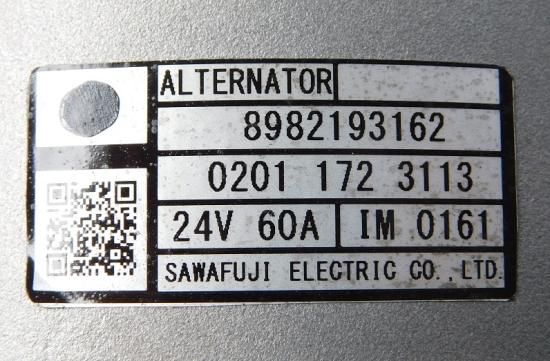 ALTERNATOR
8982193162
0201 172 3113
24V 60A IM 0161
SAWAFUJI ELECTRIC CO., LTD.